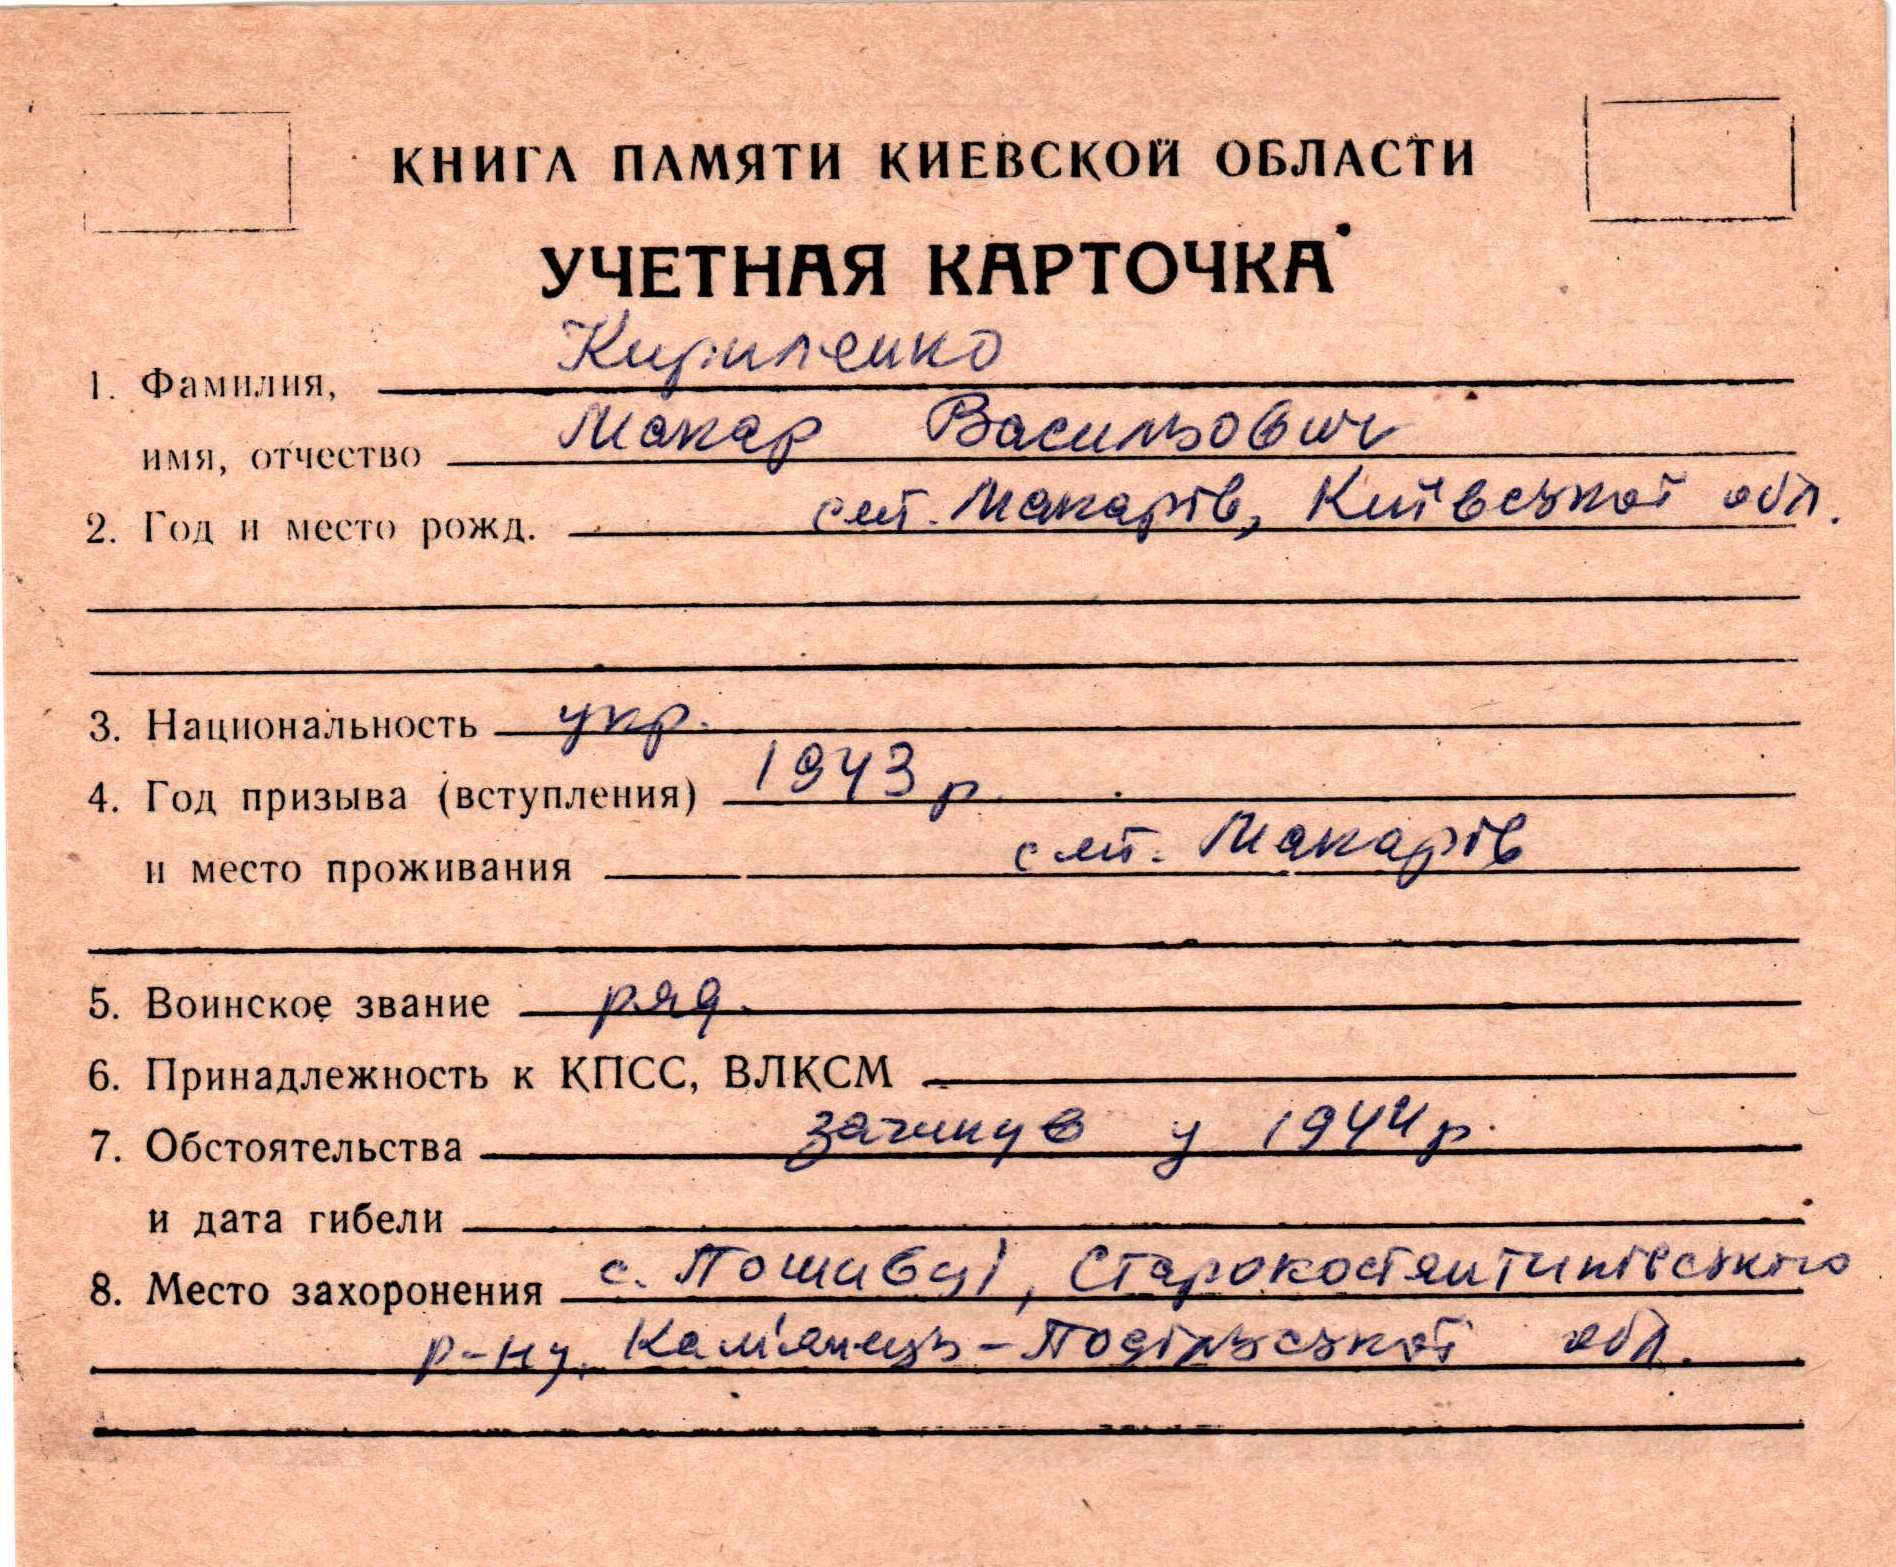 КНИГА ПАМЯТИ КИЕВСКОЙ ОБЛАСТИ
УЧЕТНАЯ КАРТОЧКА
Кириленко
1. Фамилия,
Макар Васильович
имя, отчество
2. Год и место рожд. смт. Макарів, Київської обл.
3. Национальность укр.
4. Год призыва (вступления) 1943 р.
и место проживания смт. Макарів
5. Воинское звание ряд.
6. Принадлежность к КПСС, ВЛКСМ –
7. Обстоятельства загинув у 1944 р.
и дата гибели
8. Место захоронения с. Пошивці, Старокостянтинівського
р-ну, Кам'янець-Подільської обл.